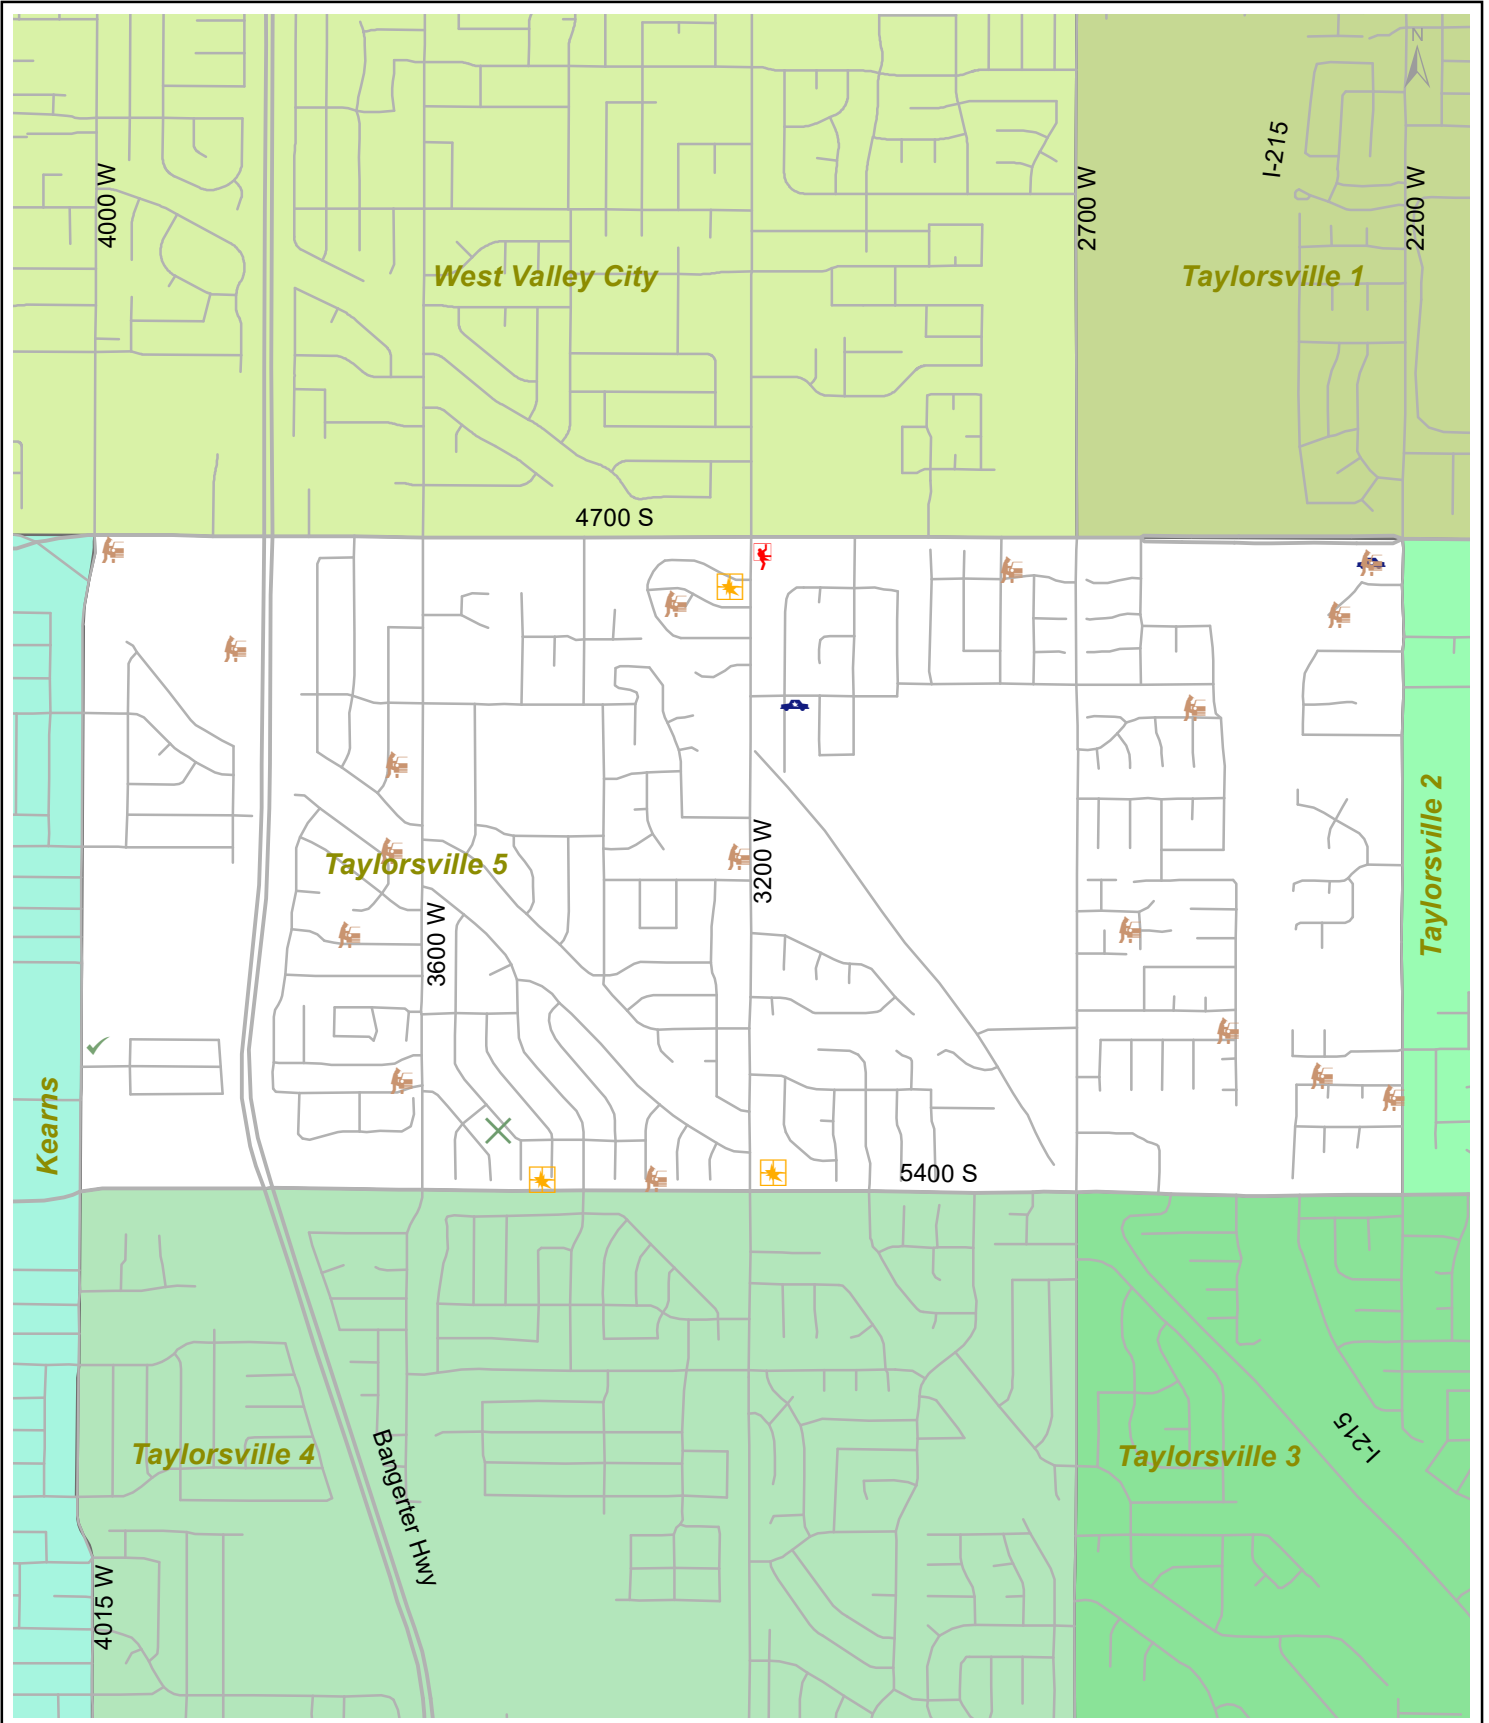 N
I-215
4000 W
2700 W
2200 W
West Valley City
Taylorsville 1
4700 S
Taylorsville 2
3200 W
Taylorsville 5
3600 W
Kearns
5400 S
I-215
Taylorsville 4
Bangerter Hwy
Taylorsville 3
4015 W